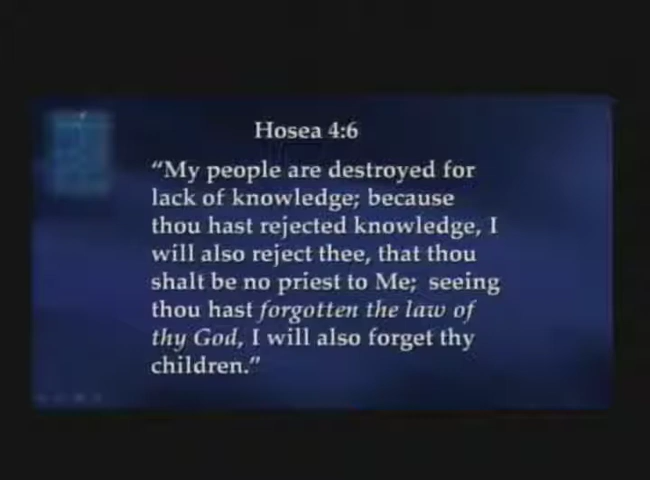 Hosea 4:6
“My people are destroyed for
lack of knowledge; because
thou hast rejected knowledge, I
will also reject thee, that thou
shalt be no priest to Me; seeing
thou hast forgotten the law of
thy God, I will also forget thy
children.”